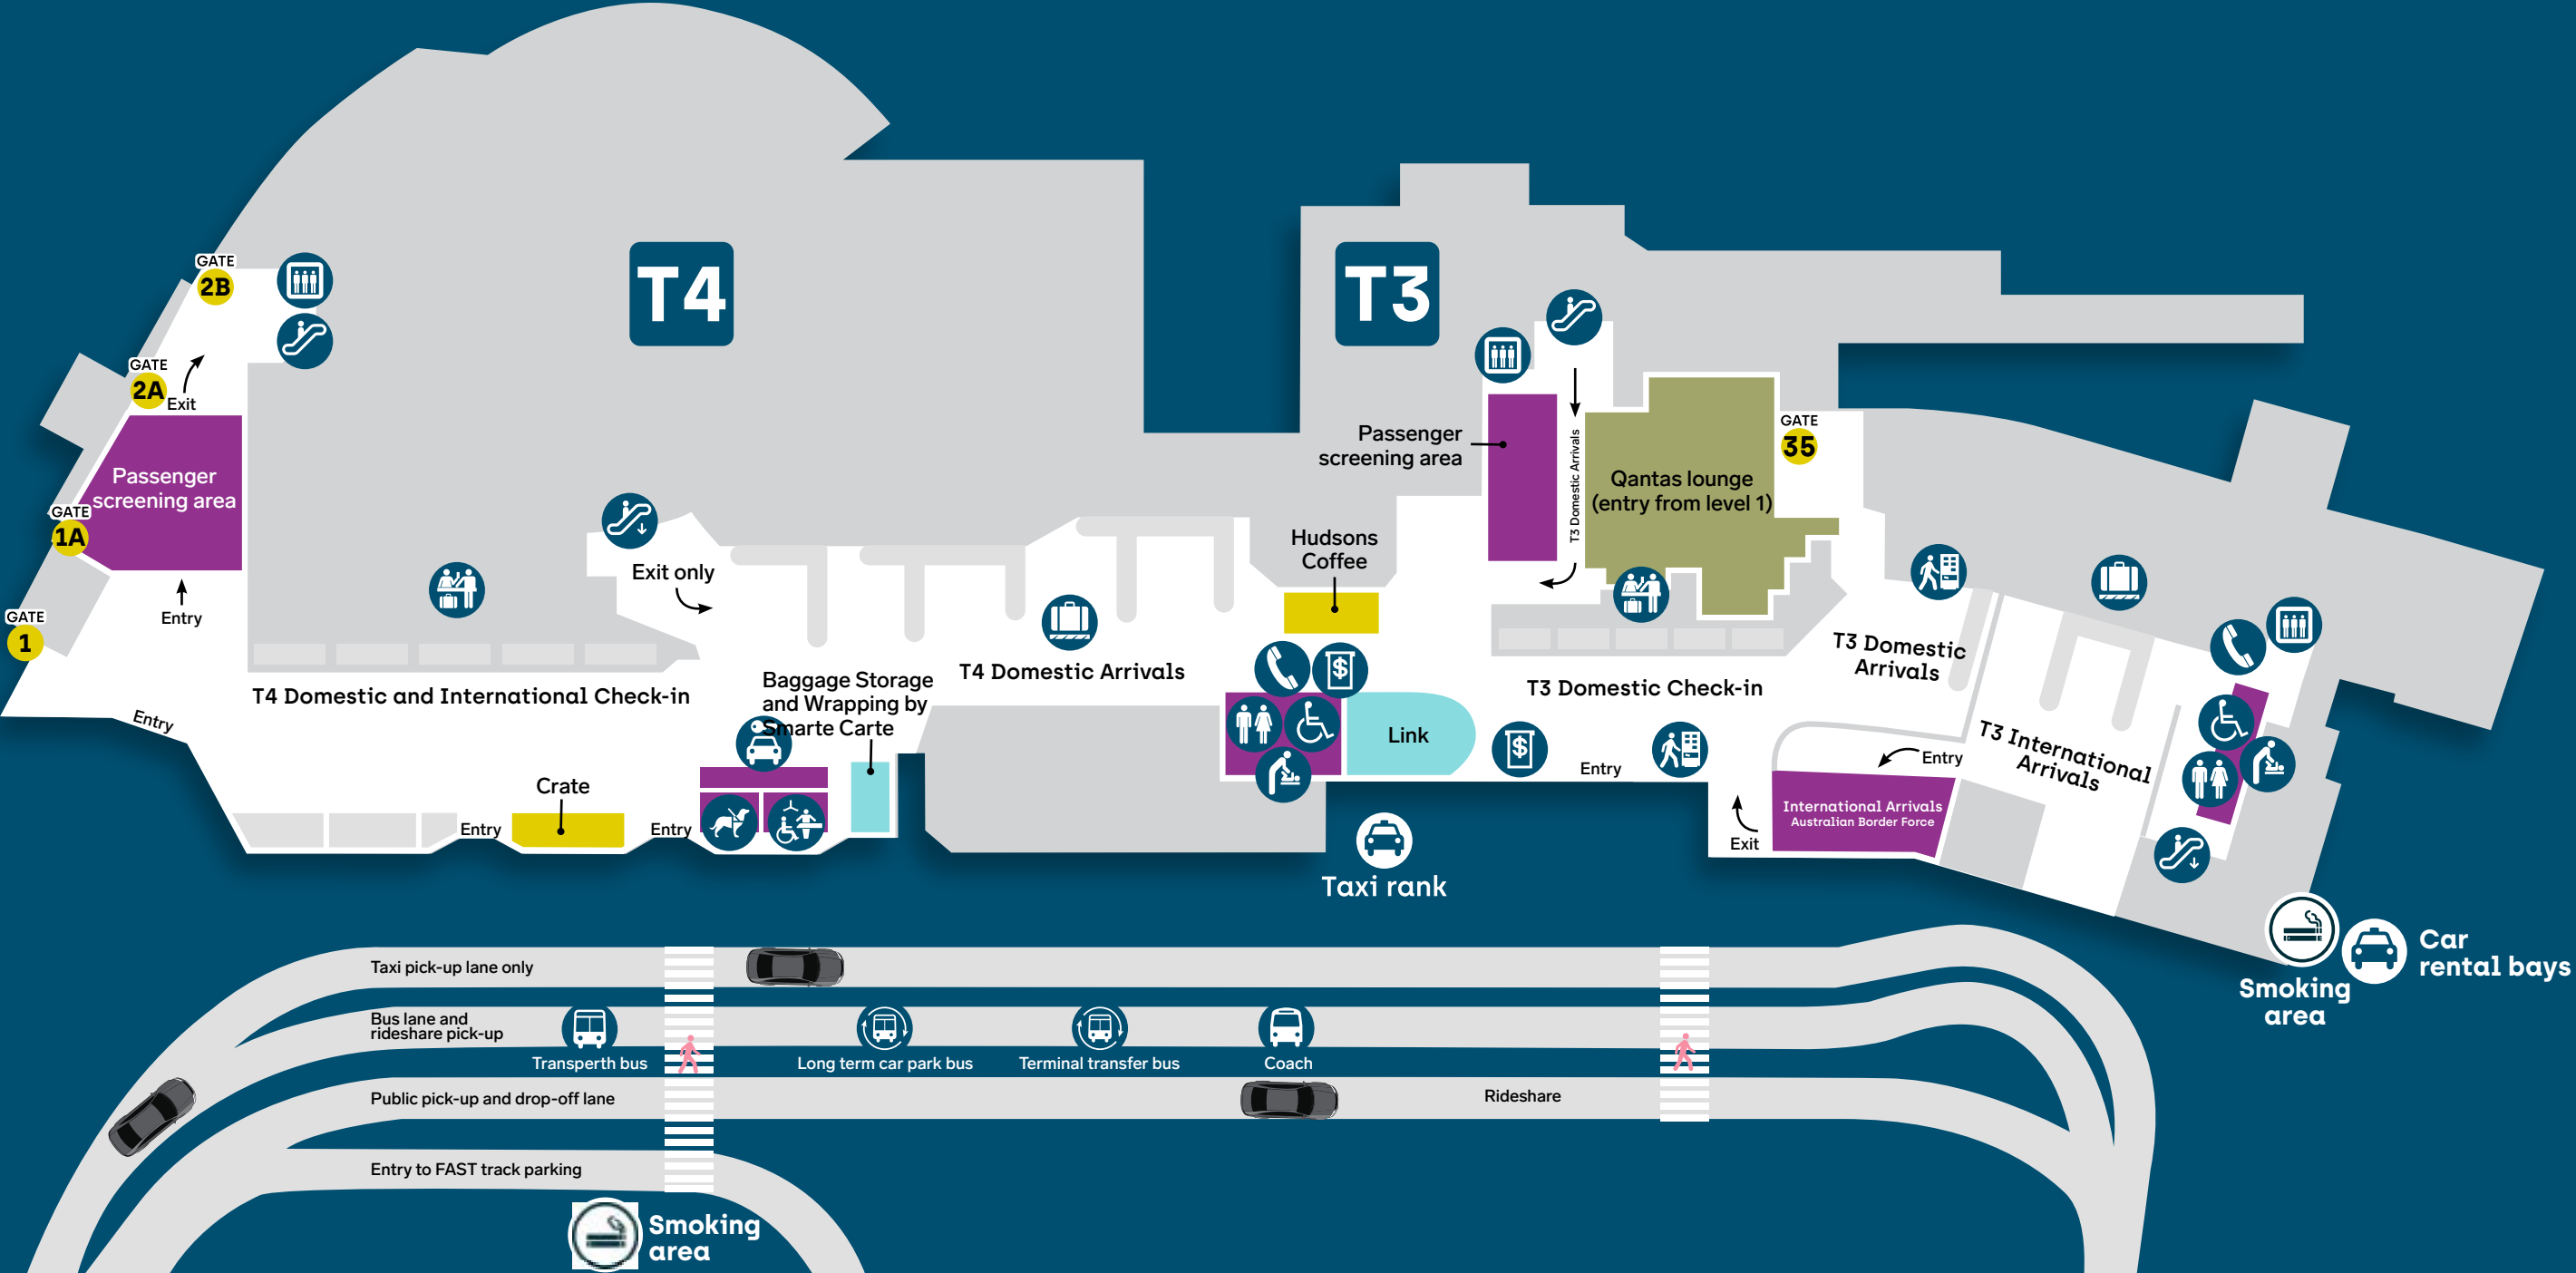 T4
T3
GATE
2B
GATE
2A
Exit
Passenger
screening area
GATE
1A
GATE
1
Entry
T4 Domestic and International Check-in
Entry
Entry
Crate
Entry
Exit only
Baggage Storage
and Wrapping by
Smarte Carte
T4 Domestic Arrivals
Hudsons
Coffee
$
Link
Passenger
screening area
T3 Domestic Arrivals
Qantas lounge
(entry from level 1)
GATE
35
T3 Domestic Check-in
$
Entry
T3 Domestic
Arrivals
T3 International
Arrivals
Entry
International Arrivals
Australian Border Force
Exit
Taxi rank
Smoking
area
Car
rental bays
Taxi pick-up lane only
Bus lane and
rideshare pick-up
Transperth bus
Long term car park bus
Terminal transfer bus
Coach
Public pick-up and drop-off lane
Rideshare
Entry to FAST track parking
Smoking
area